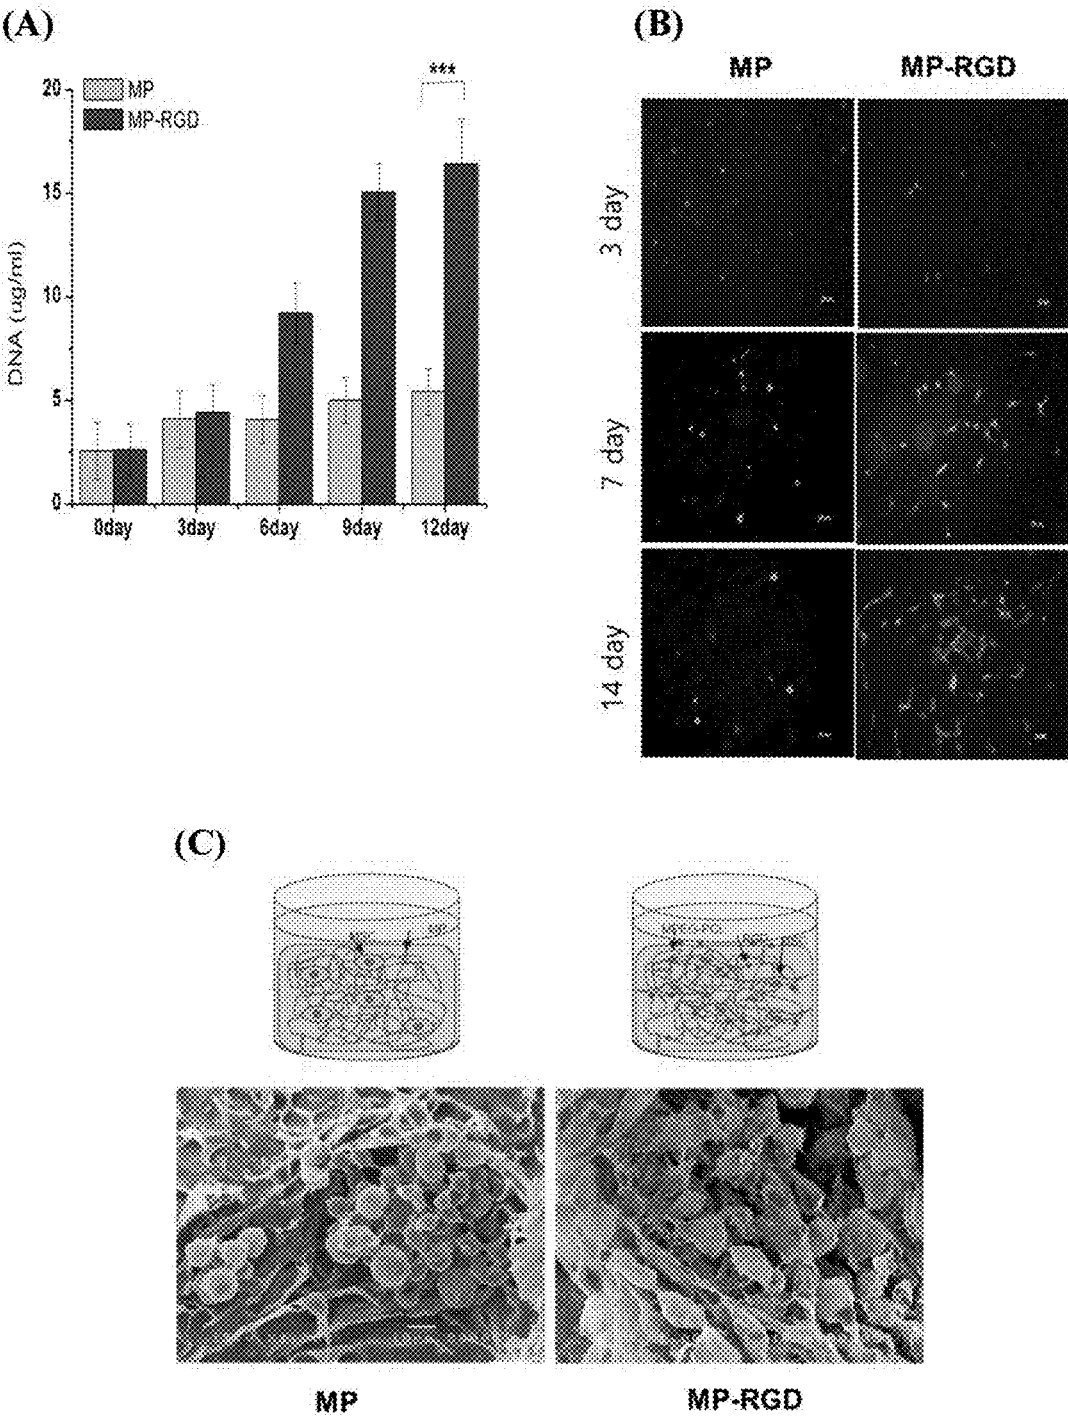 (A)
MP
MP-RGD
***
20
15
10
5
0
DNA (ug/ml)
0day
3day
6day
9day
12day
(B)
MP
MP-RGD
3 day
7 day
14 day
(C)
MP
MP-RGD